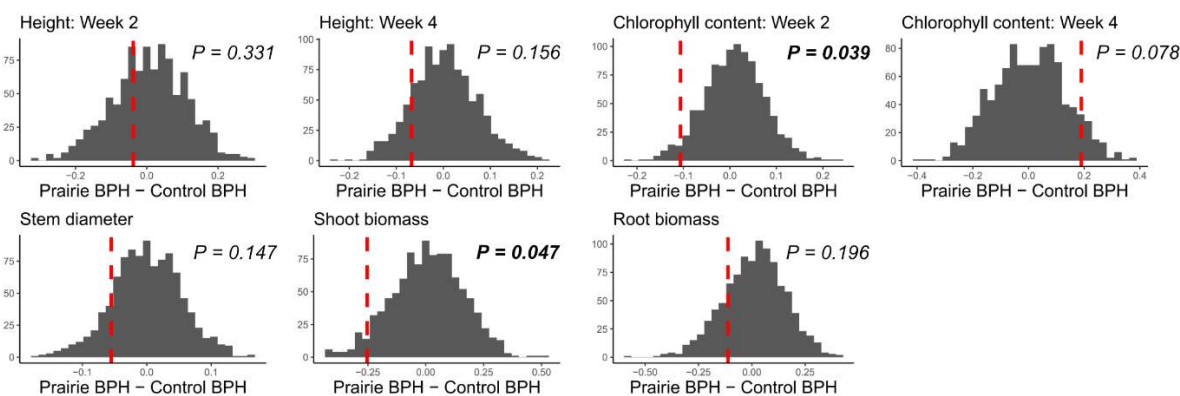 Height: Week 2
P = 0.331
75
50
25
0
−0.2
0.0
0.2
Prairie BPH − Control BPH
Height: Week 4
P = 0.156
100
75
50
25
0
−0.2
−0.1
0.0
0.1
0.2
Prairie BPH − Control BPH
Chlorophyll content: Week 2
P = 0.039
100
75
50
25
0
−0.2
−0.1
0.0
0.1
0.2
Prairie BPH − Control BPH
Chlorophyll content: Week 4
P = 0.078
80
60
40
20
0
−0.4
−0.2
0.0
0.2
0.4
Prairie BPH − Control BPH
Stem diameter
P = 0.147
75
50
25
0
−0.1
0.0
0.1
Prairie BPH − Control BPH
Shoot biomass
P = 0.047
75
50
25
0
−0.25
0.00
0.25
0.50
Prairie BPH − Control BPH
Root biomass
P = 0.196
100
75
50
25
0
−0.50
−0.25
0.00
0.25
Prairie BPH − Control BPH